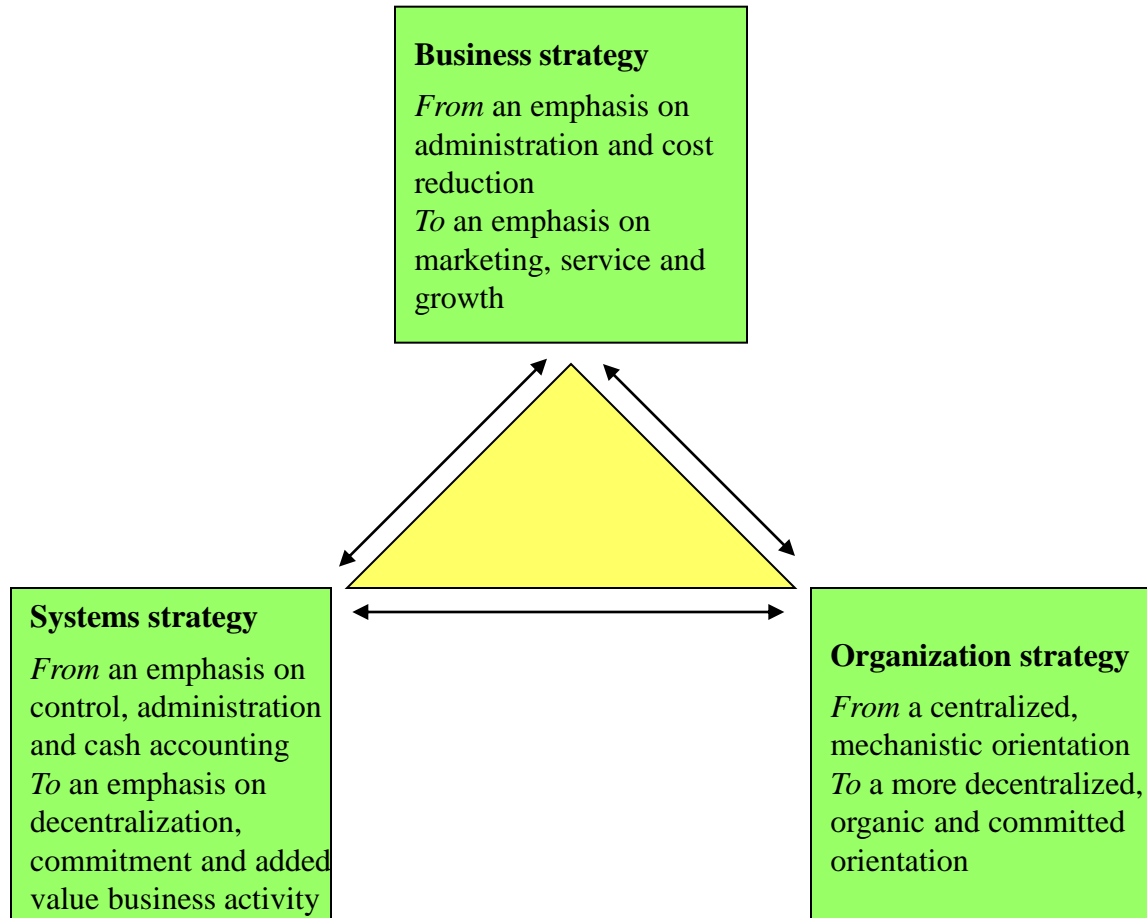 Business strategy
From an emphasis on
administration and cost
reduction
To an emphasis on
marketing, service and
growth
Systems strategy
From an emphasis on
control, administration
and cash accounting
To an emphasis on
decentralization,
commitment and added
value business activity
Organization strategy
From a centralized,
mechanistic orientation
To a more decentralized,
organic and committed
orientation